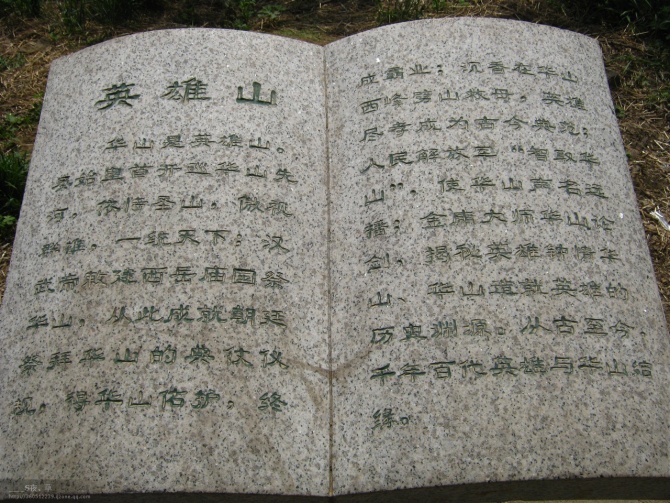 英雄山
华山是英雄山。
秦始皇首开巡华山先
河，依借圣山，傲视
群雄，一统天下；汉
武帝敕建西岳庙国祭
华山，从此成就朝廷
祭拜华山的典仗仪
规，得华山佑护，终
成霸业；沉香在华山
西峰劈山救母，英雄
尽孝成为古今典范；
人民解放军“智取华
山”，使华山声名远
播；金庸大师华山论
剑，揭秘英雄钟情华
山、华山造就英雄的
历史渊源。从古至今，
千年百代英雄与华山结
缘。